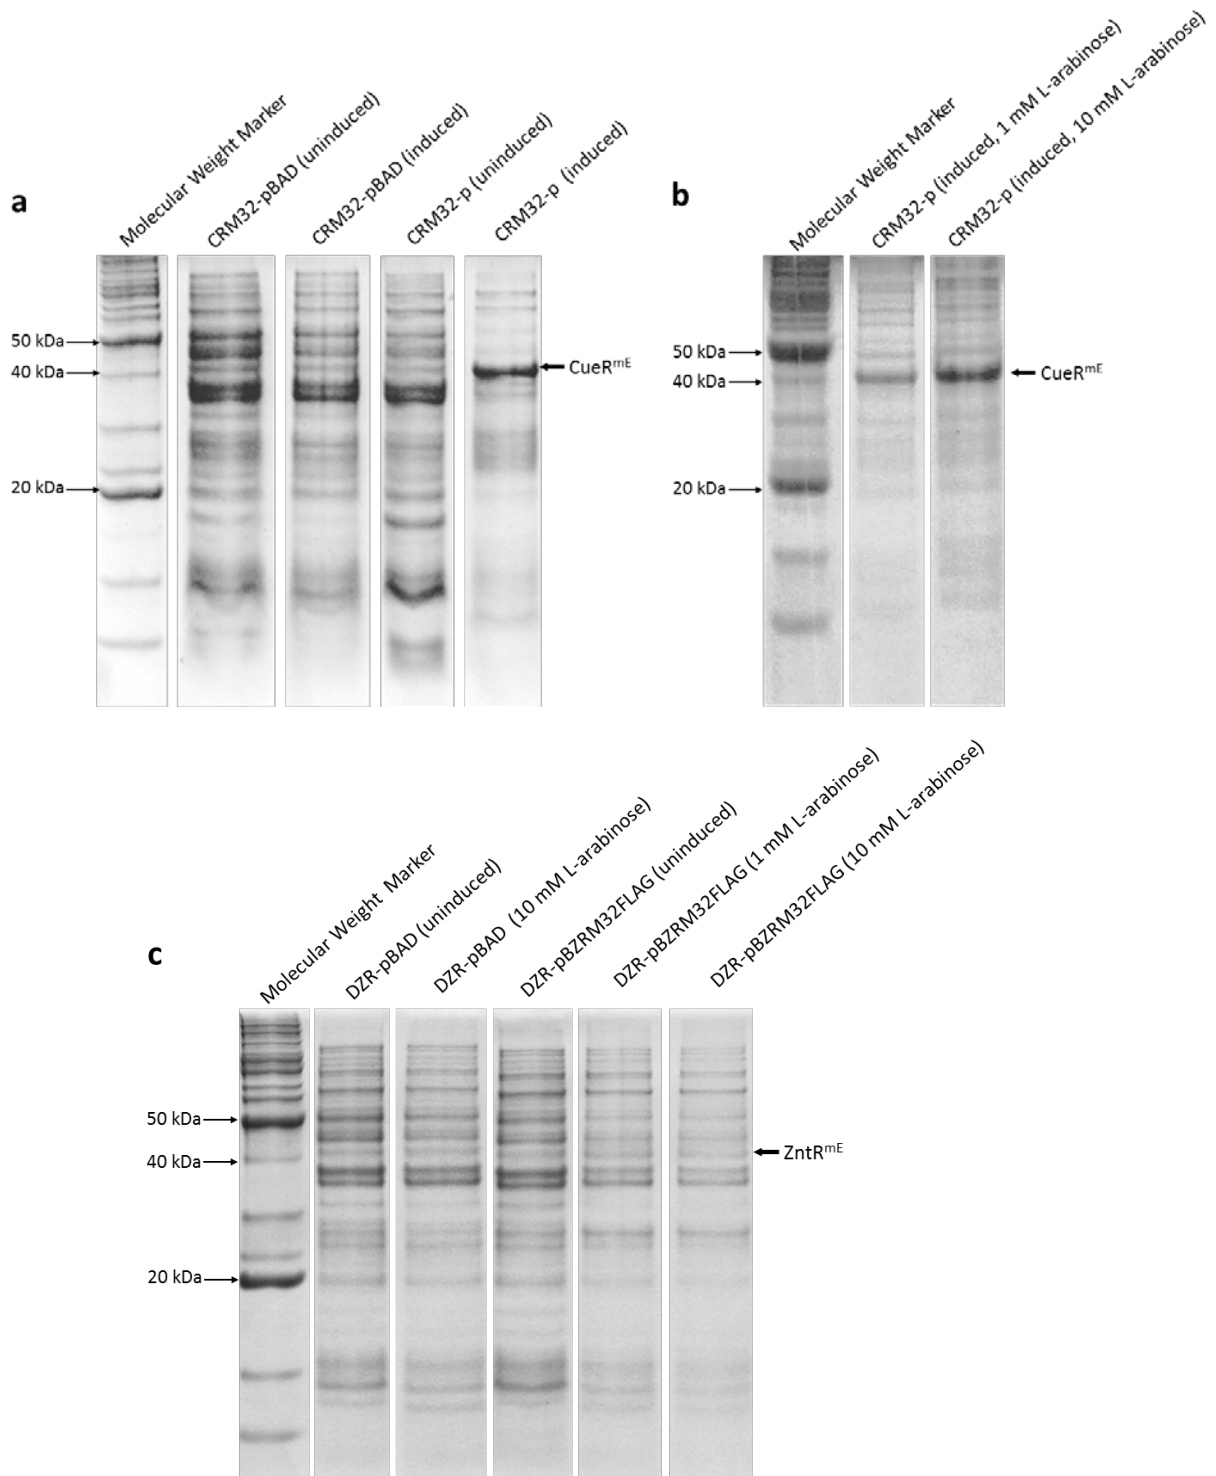 a
Molecular Weight Marker
CRM32-pBAD (uninduced)
CRM32-pBAD (induced)
CRM32-p (uninduced)
CRM32-p (induced)
50 kDa
40 kDa
20 kDa
CueRmE
b
Molecular Weight Marker
CRM32-p (induced, 1 mM L-arabinose)
CRM32-p (induced, 10 mM L-arabinose)
50 kDa
40 kDa
20 kDa
CueRmE
c
Molecular Weight Marker
DZR-pBAD (uninduced)
DZR-pBAD (10 mM L-arabinose)
DZR-pBZRM32FLAG (uninduced)
DZR-pBZRM32FLAG (1 mM L-arabinose)
DZR-pBZRM32FLAG (10 mM L-arabinose)
50 kDa
40 kDa
20 kDa
ZntRmE